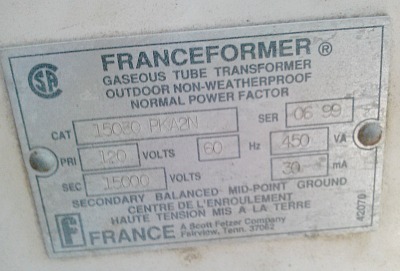 FRANCEFORMER ®
GASEOUS TUBE TRANSFORMER
OUTDOOR NON-WEATHERPROOF
NORMAL POWER FACTOR
CAT 15030 PKA2N SER 06 99
PRI 120 VOLTS 60 Hz 450 VA
SEC 15000 VOLTS 30 mA
SECONDARY BALANCED MID-POINT GROUND
CENTRE DE L'ENROULEMENT
HAUTE TENSION MIS A LA TERRE
FRANCE A Scott Fetzer Company
Fairview, Tenn. 37062